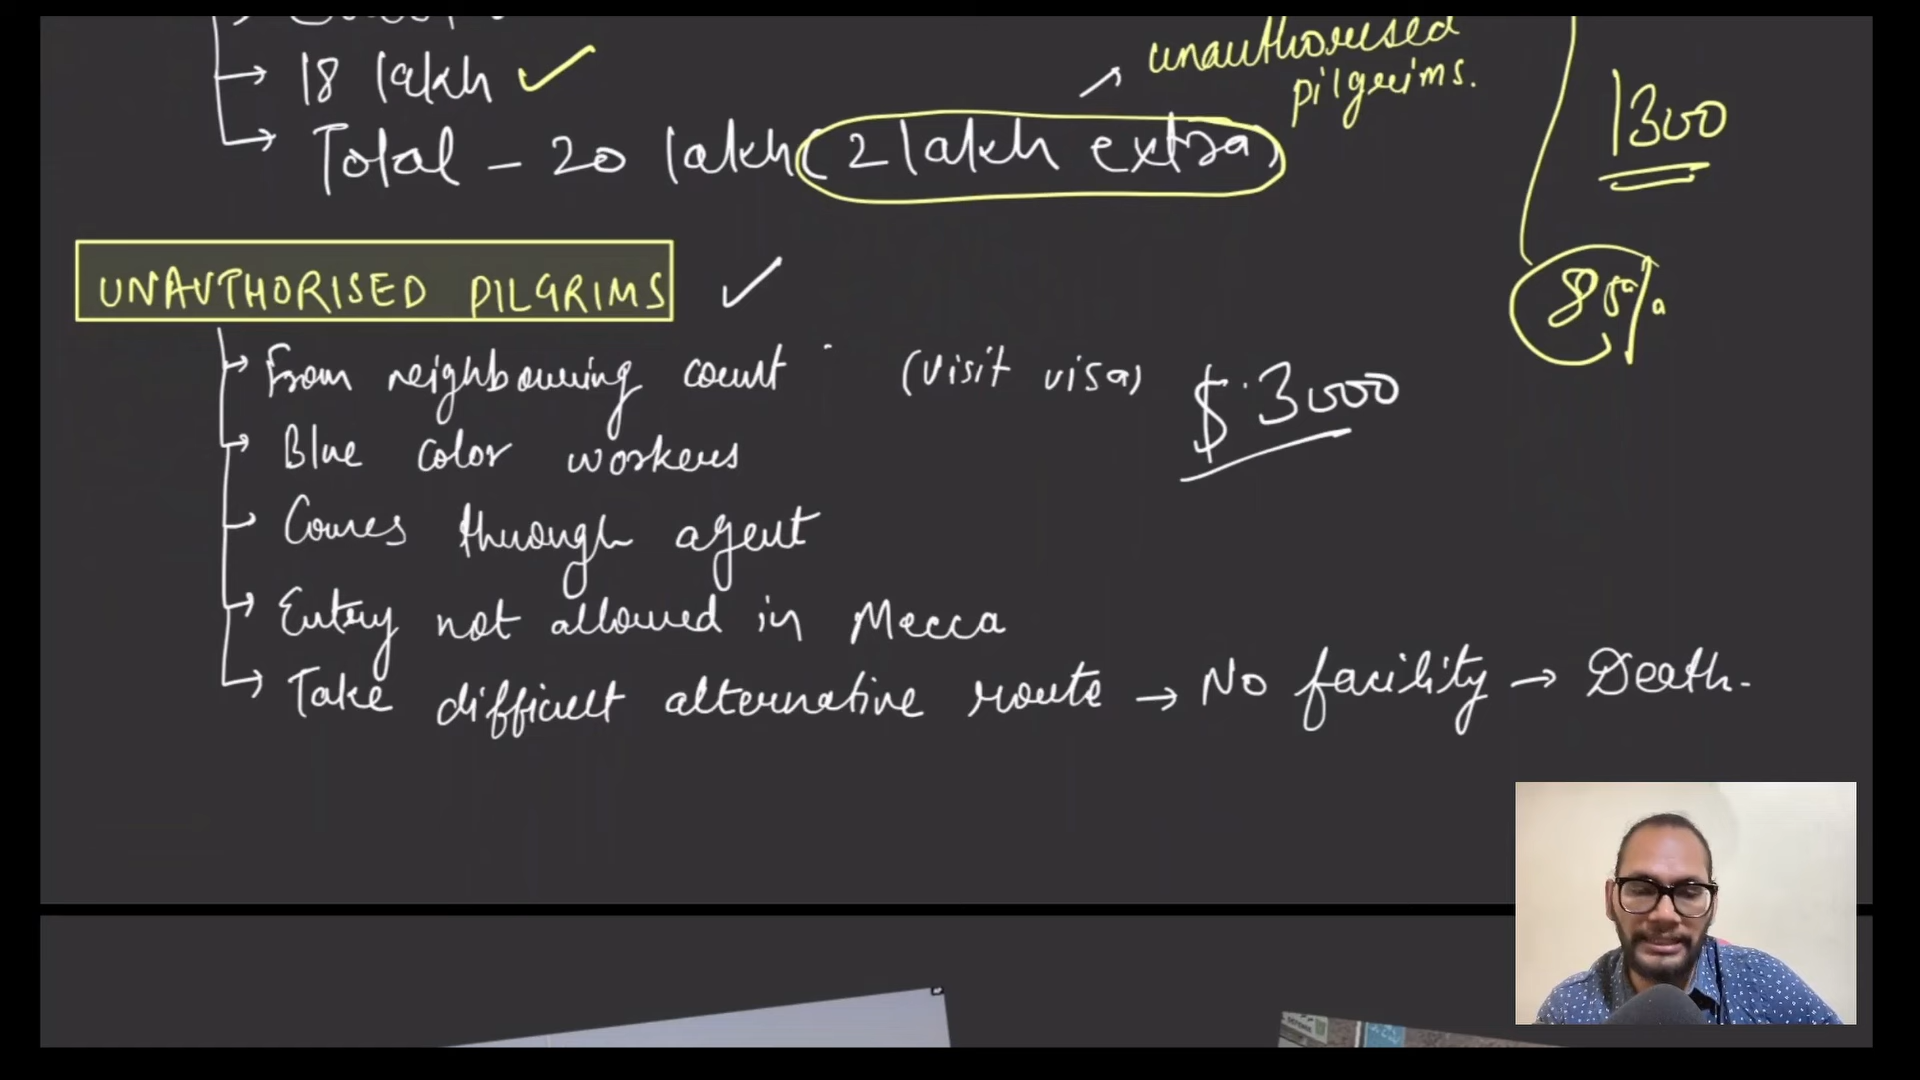 18 lakh
unauthorised
pilgrims.
Total - 20 lakh (2 lakh extra)
1300
85%
UNAUTHORISED PILGRIMS
From neighbouring count (visit visa) $3000
Blue color workers
Comes through agent
Entry not allowed in Mecca
Take difficult alternative route → No facility → Death.